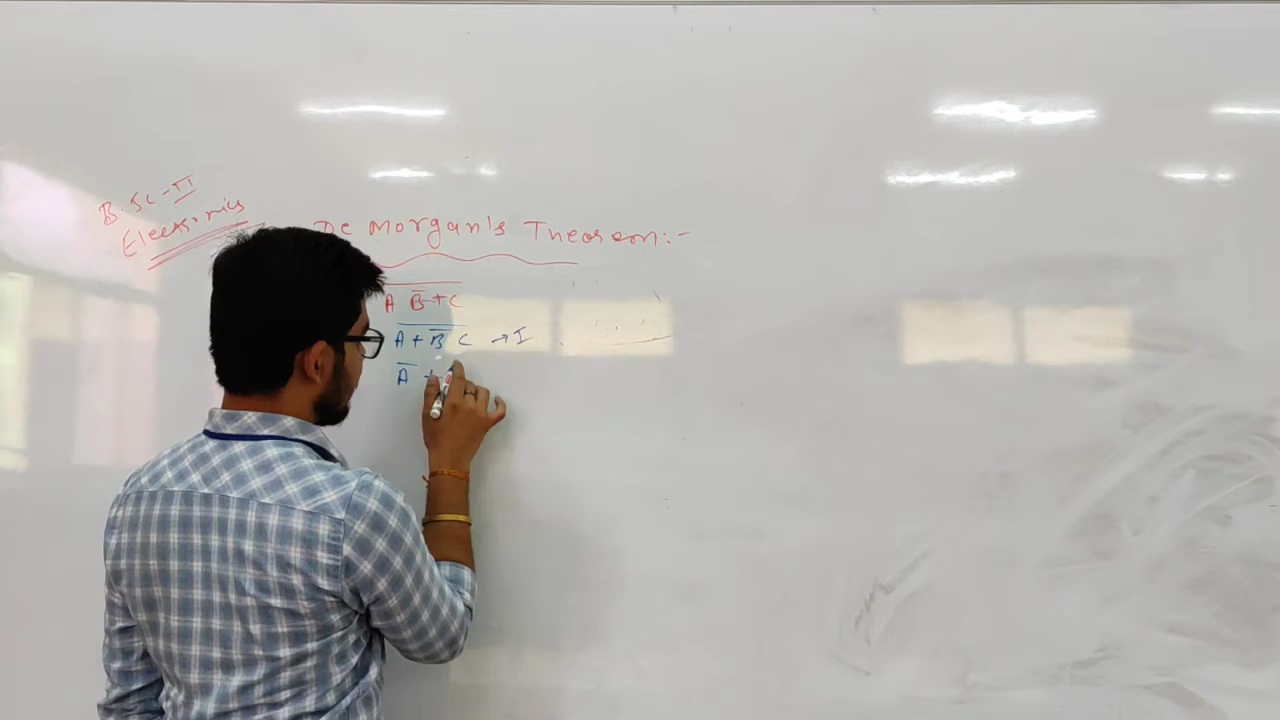 B.Sc-II
Electronics
De Morgan's Theorem:-
A B̅+C
A + B̅ C → I
A̅ +